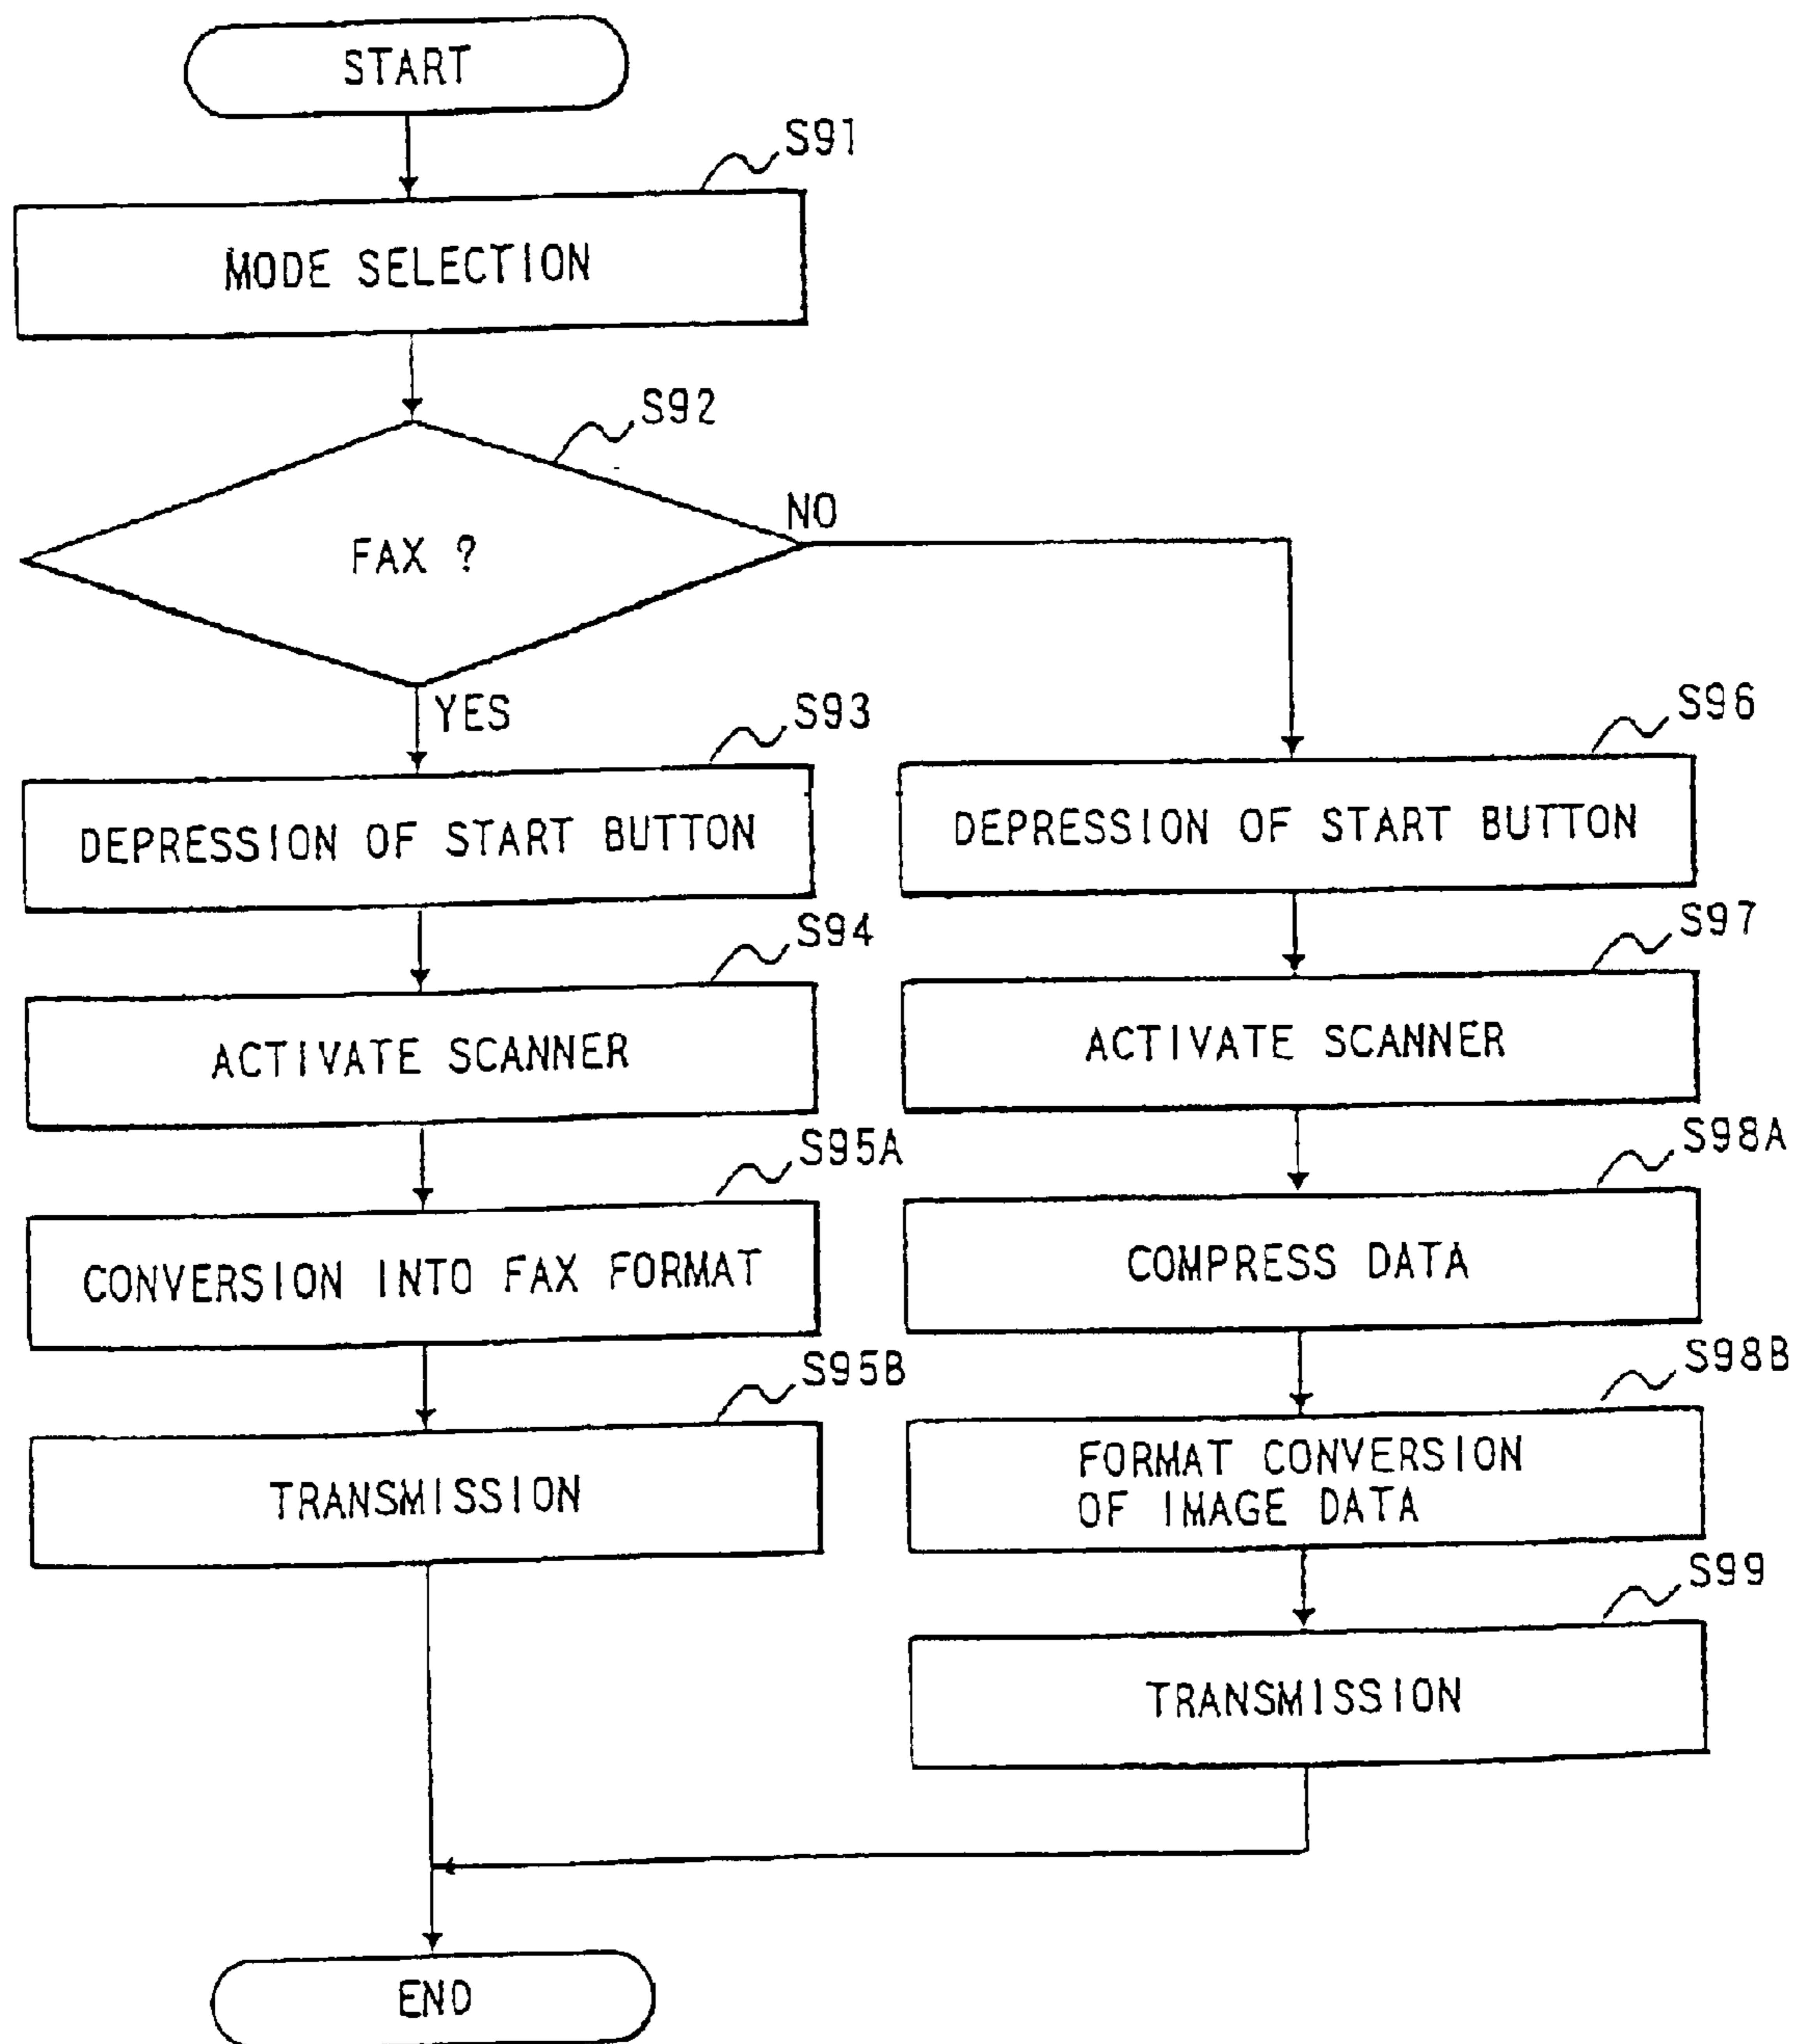 START
S91
MODE SELECTION
S92
FAX ?
NO
YES
S93
DEPRESSION OF START BUTTON
S94
ACTIVATE SCANNER
S95A
CONVERSION INTO FAX FORMAT
S95B
TRANSMISSION
S96
DEPRESSION OF START BUTTON
S97
ACTIVATE SCANNER
S98A
COMPRESS DATA
S98B
FORMAT CONVERSION
OF IMAGE DATA
S99
TRANSMISSION
END